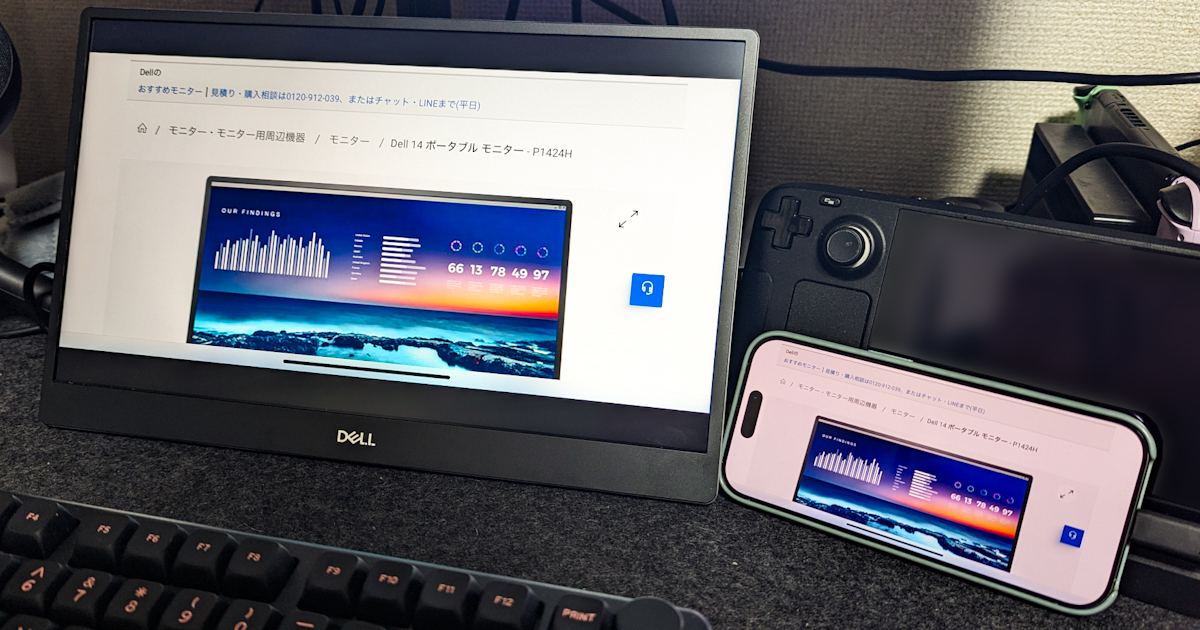 Dellの
おすすめモニター | 見積り・購入相談は0120-912-039、またはチャット・LINEまで(平日)
/ モニター・モニター用周辺機器 / モニター / Dell 14 ポータブル モニター - P1424H
OUR FINDINGS
66 13 78 49 97
DELL
Dellの
おすすめモニター | 見積り・購入相談は0120-912-039、またはチャット・LINEまで(平日)
/ モニター・モニター用周辺機器 / モニター / Dell 14 ポータブル モニター - P1424H
OUR FINDINGS
66 13 78 49 97
F4 F5 F6 F7 F8 F9 F10 F11 F12 PRINT
^ & * ( )
6 7 8 9 0